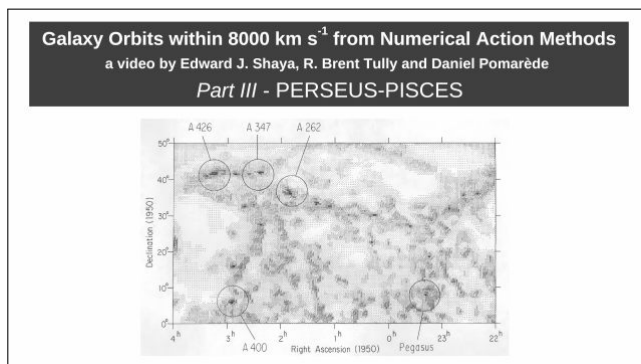 Galaxy Orbits within 8000 km s⁻¹ from Numerical Action Methods
a video by Edward J. Shaya, R. Brent Tully and Daniel Pomarède
Part III - PERSEUS-PISCES
A 426 A 347 A 262
50°
40°
30°
20°
10°
0°
Declination (1950)
4ʰ 3ʰ 2ʰ 1ʰ 0ʰ 23ʰ 22ʰ
A 400 Right Ascension (1950) Pegasus